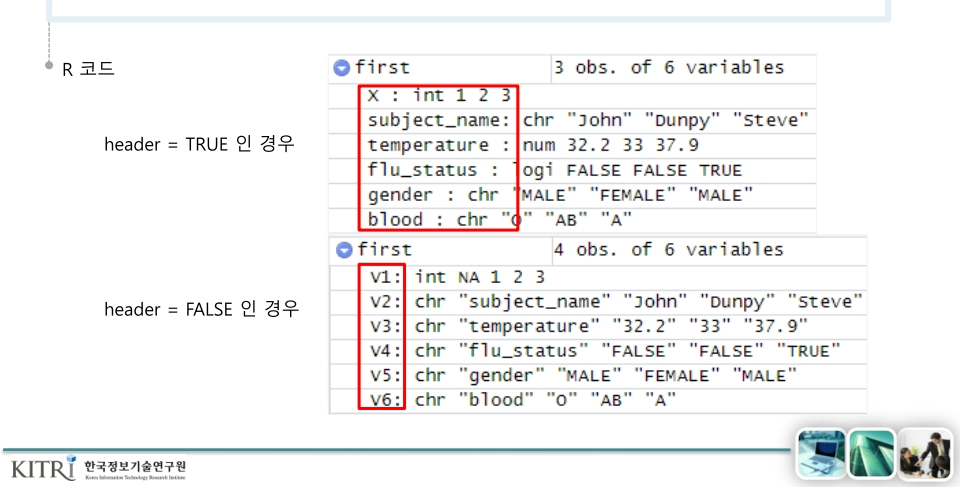 R 코드
first 3 obs. of 6 variables
X : int 1 2 3
subject_name: chr "John" "Dunpy" "Steve"
header = TRUE 인 경우
temperature : num 32.2 33 37.9
flu_status : logi FALSE FALSE TRUE
gender : chr "MALE" "FEMALE" "MALE"
blood : chr "O" "AB" "A"
first 4 obs. of 6 variables
V1: int NA 1 2 3
V2: chr "subject_name" "John" "Dunpy" "Steve"
header = FALSE 인 경우
V3: chr "temperature" "32.2" "33" "37.9"
V4: chr "flu_status" "FALSE" "FALSE" "TRUE"
V5: chr "gender" "MALE" "FEMALE" "MALE"
V6: chr "blood" "O" "AB" "A"
KITRI 한국정보기술연구원
Korea Information Technology Research Institute